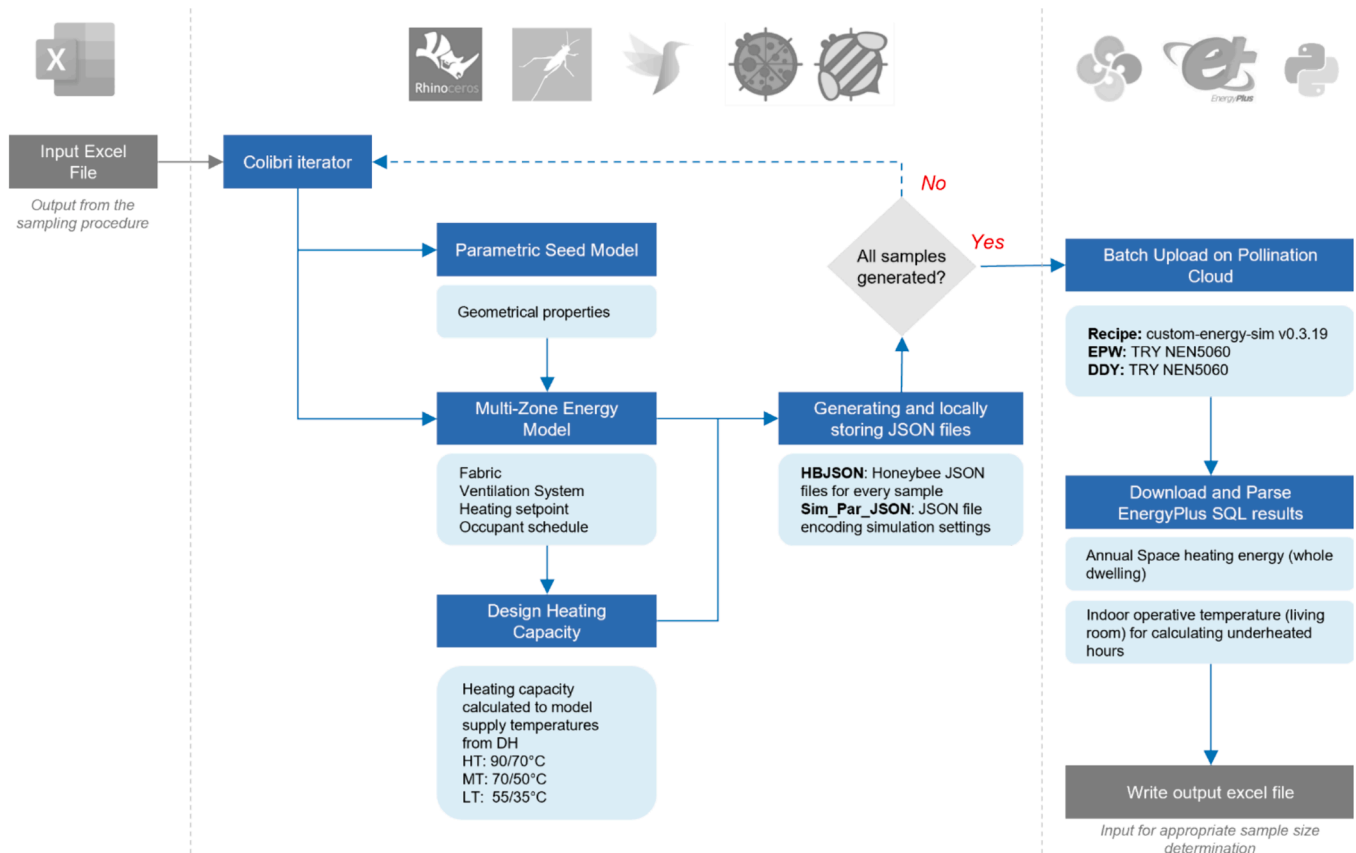 X
Rhinoceros
et
EnergyPlus
Input Excel
File
Output from the
sampling procedure
Colibri iterator
Parametric Seed Model
Geometrical properties
Multi-Zone Energy
Model
Fabric
Ventilation System
Heating setpoint
Occupant schedule
Design Heating
Capacity
Heating capacity
calculated to model
supply temperatures
from DH
HT: 90/70°C
MT: 70/50°C
LT: 55/35°C
No
Yes
All samples
generated?
Generating and locally
storing JSON files
HBJSON: Honeybee JSON
files for every sample
Sim_Par_JSON: JSON file
encoding simulation settings
Batch Upload on Pollination
Cloud
Recipe: custom-energy-sim v0.3.19
EPW: TRY NEN5060
DDY: TRY NEN5060
Download and Parse
EnergyPlus SQL results
Annual Space heating energy (whole
dwelling)
Indoor operative temperature (living
room) for calculating underheated
hours
Write output excel file
Input for appropriate sample size
determination